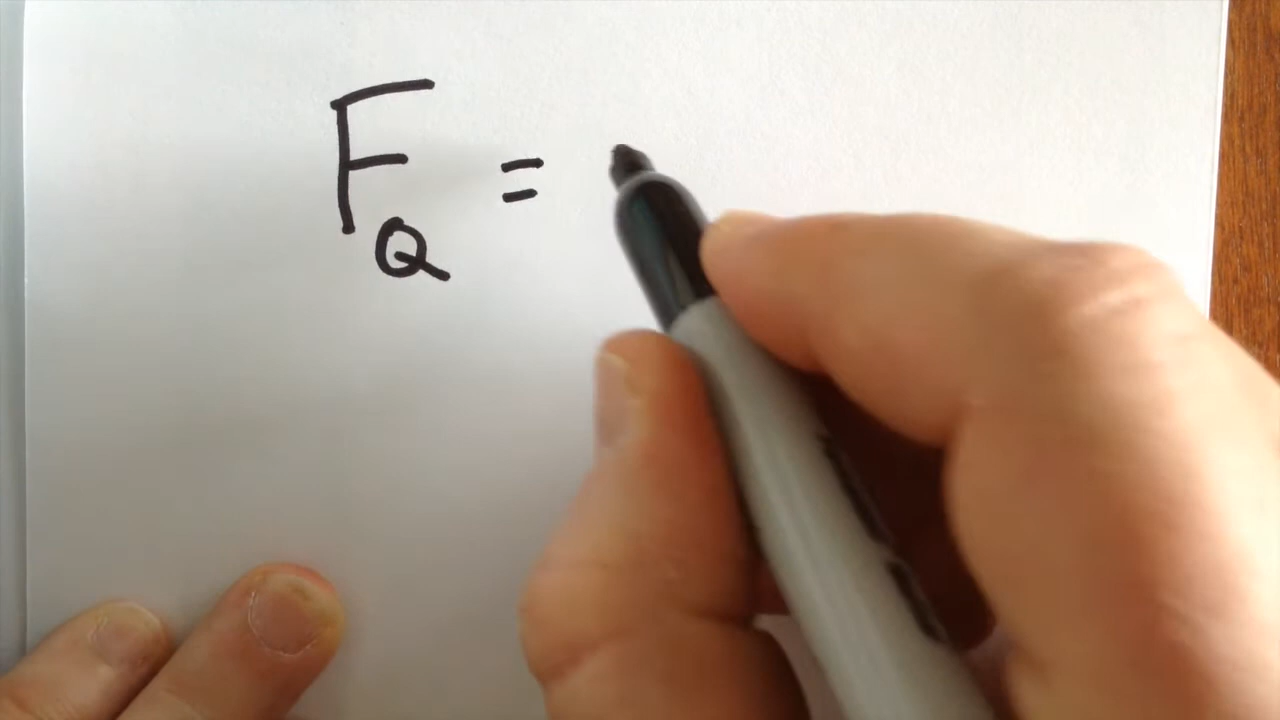 F_Q =